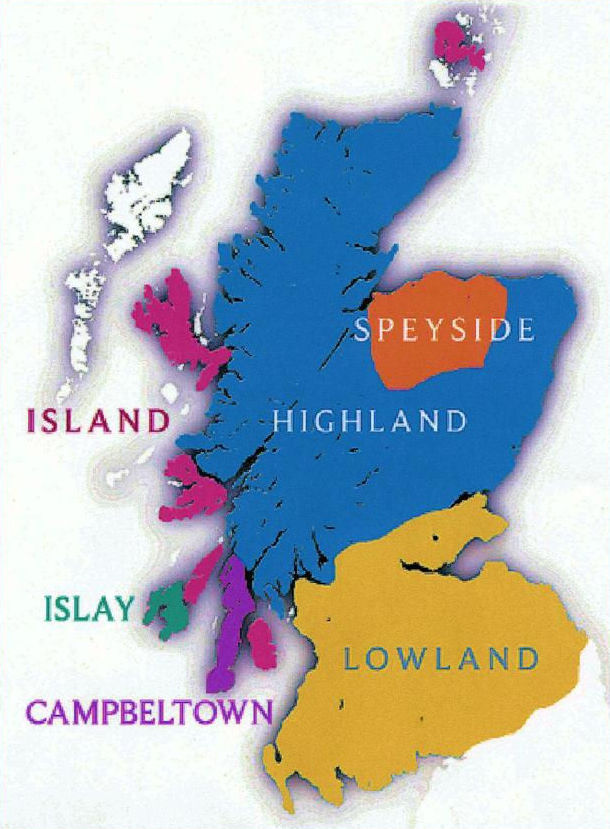 SPEYSIDE
ISLAND
HIGHLAND
ISLAY
LOWLAND
CAMPBELTOWN